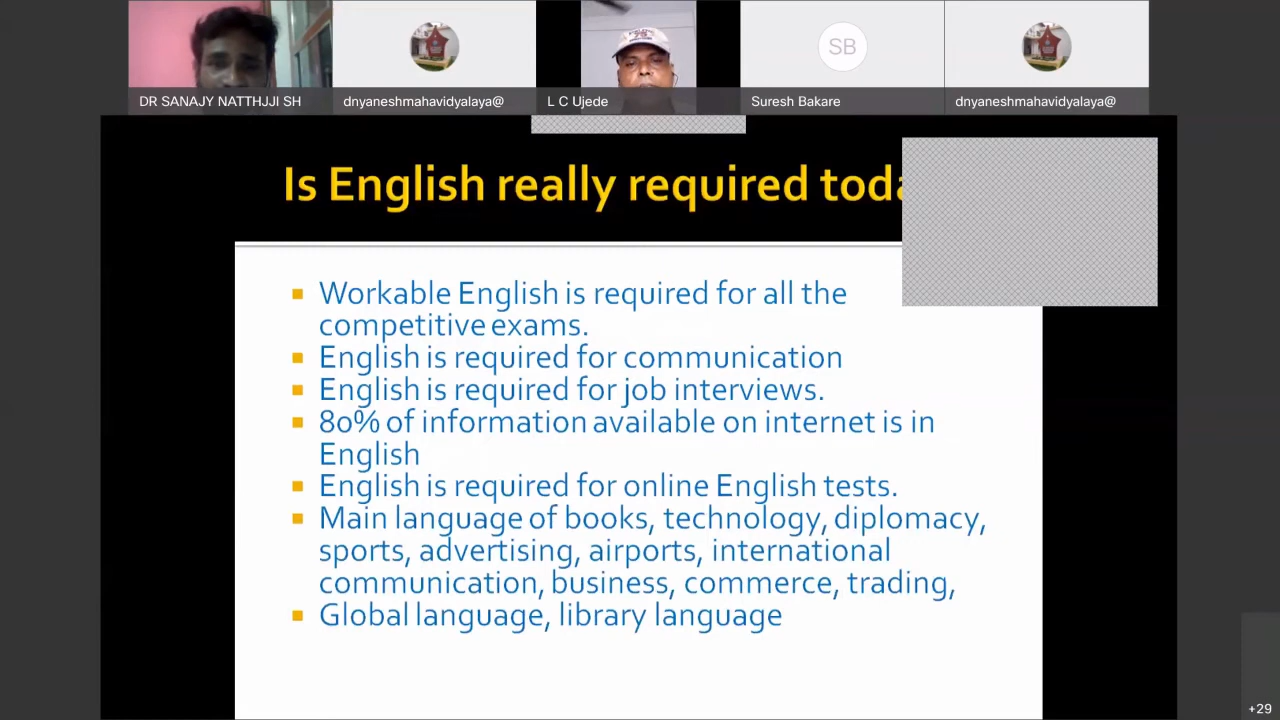 DR SANAJY NATTHJJI SH
dnyaneshmahavidyalaya@
L C Ujede
SB
Suresh Bakare
dnyaneshmahavidyalaya@
Is English really required toda
Workable English is required for all the
competitive exams.
English is required for communication
English is required for job interviews.
80% of information available on internet is in
English
English is required for online English tests.
Main language of books, technology, diplomacy,
sports, advertising, airports, international
communication, business, commerce, trading,
Global language, library language
+29